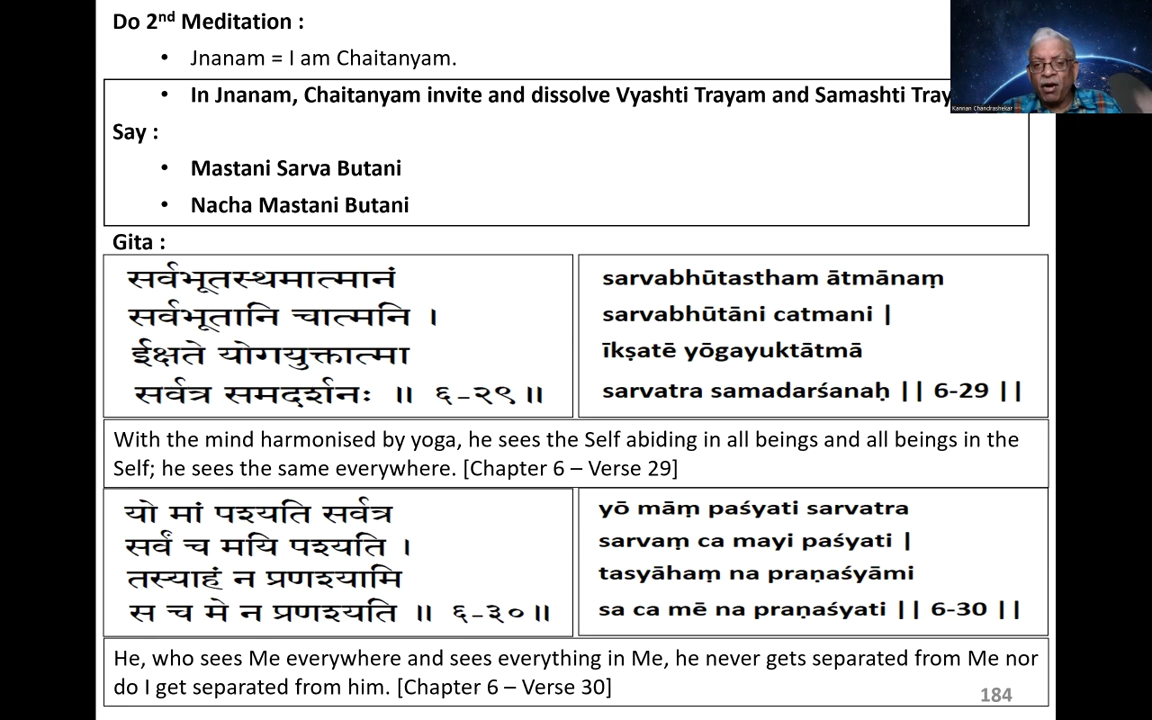 Do 2nd Meditation :
• Jnanam = I am Chaitanyam.
• In Jnanam, Chaitanyam invite and dissolve Vyashti Trayam and Samashti
Say :
• Mastani Sarva Butani
• Nacha Mastani Butani
Gita :
सर्वभूतस्थमात्मानं
सर्वभूतानि चात्मनि ।
ईक्षते योगयुक्तात्मा
सर्वत्र समदर्शनः ॥ ६-२९॥
sarvabhūtastham ātmānaṃ
sarvabhūtāni catmani |
īkṣatē yōgayuktātmā
sarvatra samadarśanaḥ || 6-29 ||
With the mind harmonised by yoga, he sees the Self abiding in all beings and all beings in the
Self; he sees the same everywhere. [Chapter 6 – Verse 29]
यो मां पश्यति सर्वत्र
सर्वं च मयि पश्यति ।
तस्याहं न प्रणश्यामि
स च मे न प्रणश्यति ॥ ६-३०॥
yō māṃ paśyati sarvatra
sarvaṃ ca mayi paśyati |
tasyāhaṃ na praṇaśyāmi
sa ca mē na praṇaśyati || 6-30 ||
He, who sees Me everywhere and sees everything in Me, he never gets separated from Me nor
do I get separated from him. [Chapter 6 – Verse 30]
184
Kannan Chandrashekar